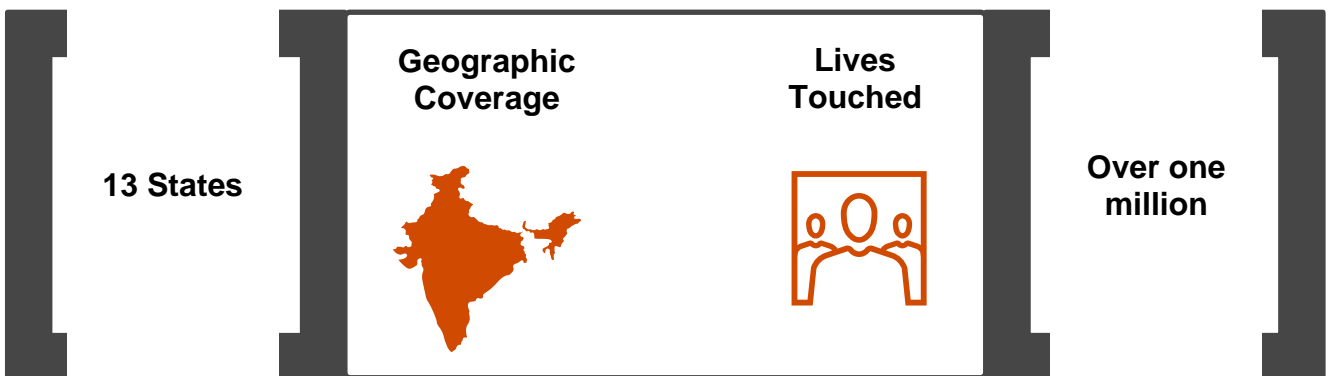 13 States
Geographic
Coverage
Lives
Touched
Over one
million